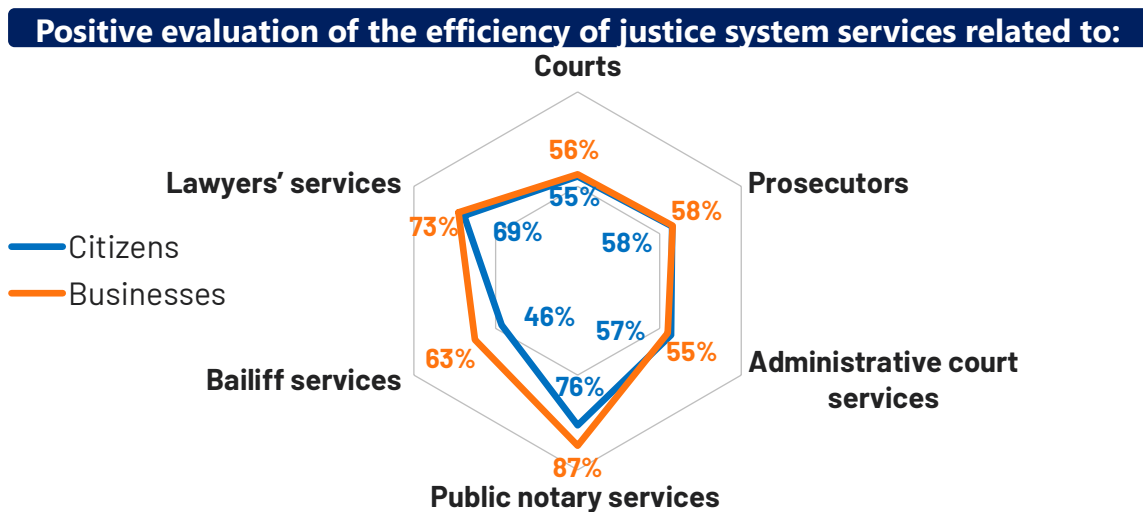 Positive evaluation of the efficiency of justice system services related to:
Courts
56%
55%
Lawyers’ services
Prosecutors
73%
69%
58%
58%
Citizens
Businesses
46%
57%
63%
55%
Bailiff services
Administrative court
services
76%
87%
Public notary services